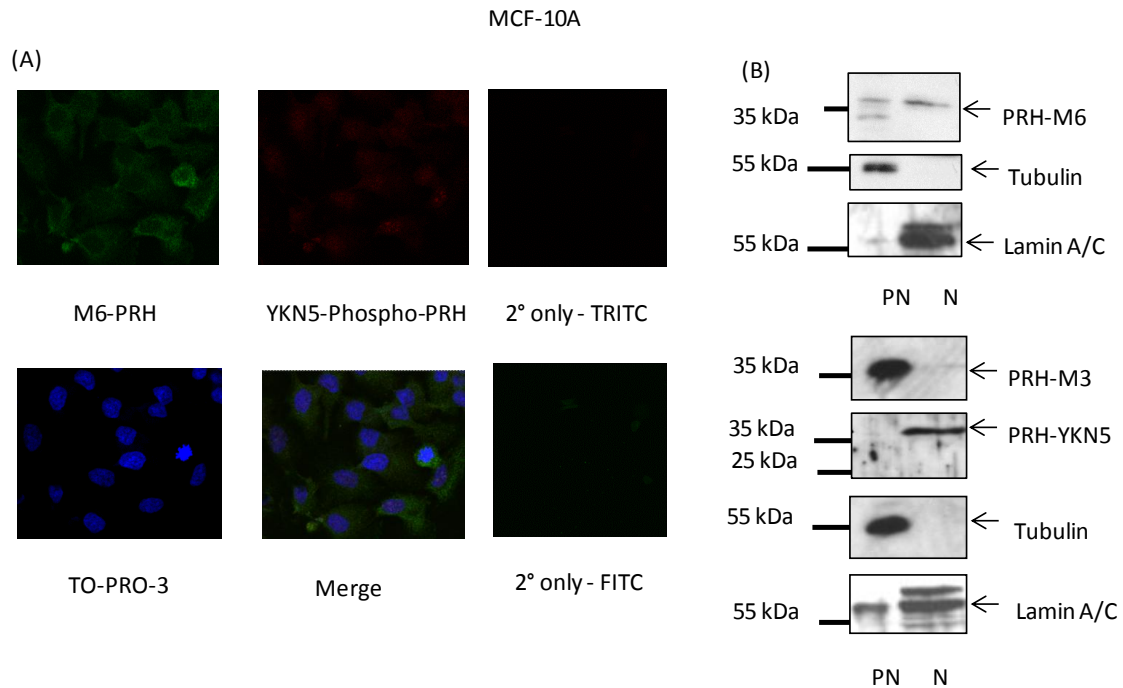 MCF-10A
(A)
M6-PRH
YKN5-Phospho-PRH
2° only - TRITC
TO-PRO-3
Merge
2° only - FITC
(B)
35 kDa
PRH-M6
55 kDa
Tubulin
55 kDa
Lamin A/C
PN N
35 kDa
PRH-M3
35 kDa
PRH-YKN5
25 kDa
55 kDa
Tubulin
55 kDa
Lamin A/C
PN N